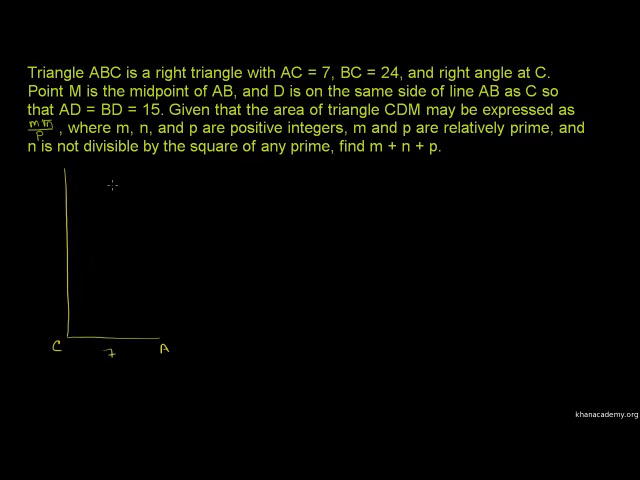 Triangle ABC is a right triangle with AC = 7, BC = 24, and right angle at C.
Point M is the midpoint of AB, and D is on the same side of line AB as C so
that AD = BD = 15. Given that the area of triangle CDM may be expressed as
m√n/p , where m, n, and p are positive integers, m and p are relatively prime, and
n is not divisible by the square of any prime, find m + n + p.
C 7 A
khanacademy.org